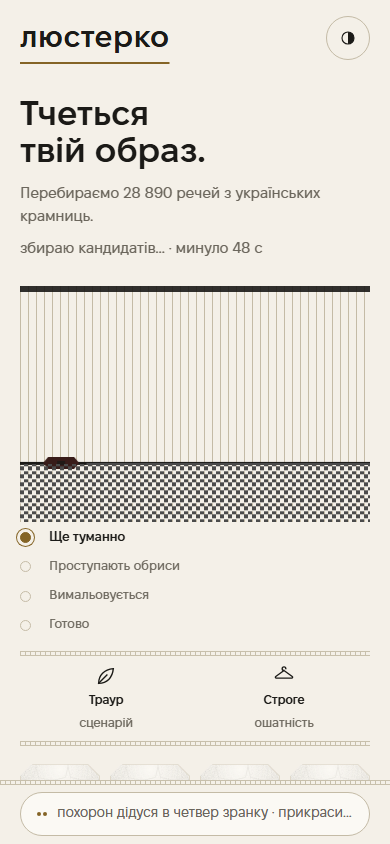 люстерко
Тчеться
твій образ.
Перебираємо 28 890 речей з українських
крамниць.
збираю кандидатів... · минуло 48 с
Ще туманно
Проступають обриси
Вимальовується
Готово
Траур
Строге
сценарій
ошатність
похорон дідуся в четвер зранку · прикраси...